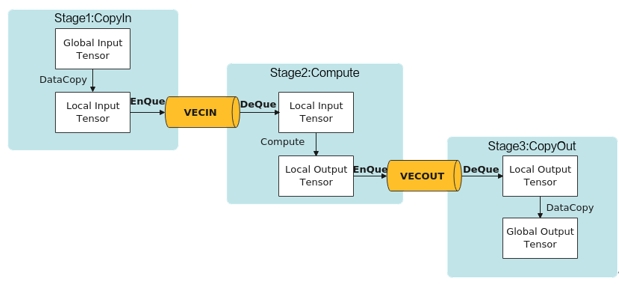 Stage1:CopyIn
Global Input
Tensor
DataCopy
Local Input
Tensor
EnQue
VECIN
DeQue
Stage2:Compute
Local Input
Tensor
Compute
Local Output
Tensor
EnQue
VECOUT
DeQue
Stage3:CopyOut
Local Output
Tensor
DataCopy
Global Output
Tensor